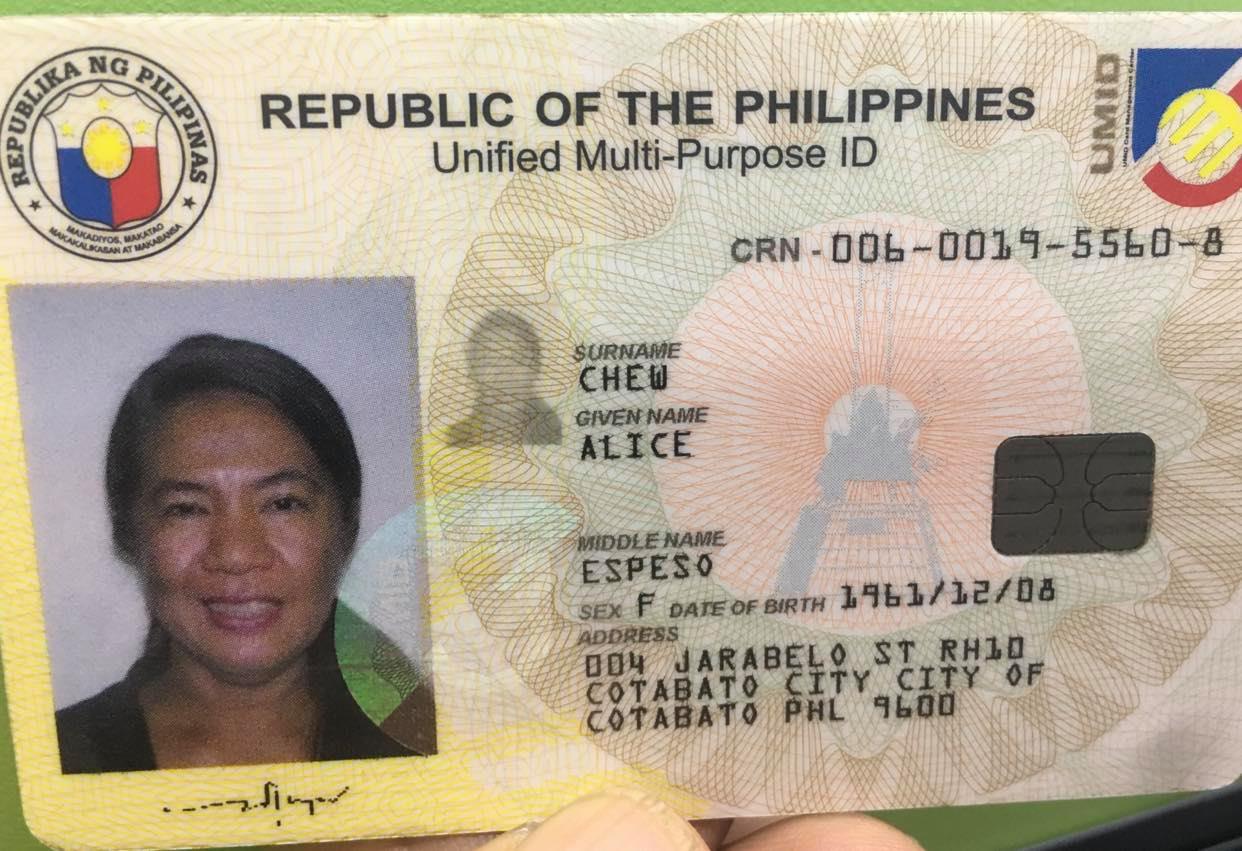 REPUBLIKA NG PILIPINAS
MAKADIYOS, MAKATAO
MAKAKALIKASAN AT MAKABANSA
REPUBLIC OF THE PHILIPPINES
Unified Multi-Purpose ID
UMID
UMID Card Management Center
CRN - 006-0019-5560-8
SURNAME
CHEW
GIVEN NAME
ALICE
MIDDLE NAME
ESPESO
SEX F DATE OF BIRTH 1961/12/08
ADDRESS
004 JARABELO ST RH10
COTABATO CITY CITY OF
COTABATO PHL 9600